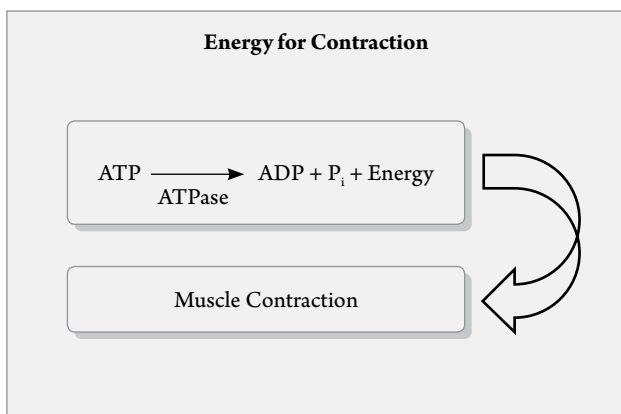 Energy for Contraction
ATP ADP + Pi + Energy
ATPase
Muscle Contraction